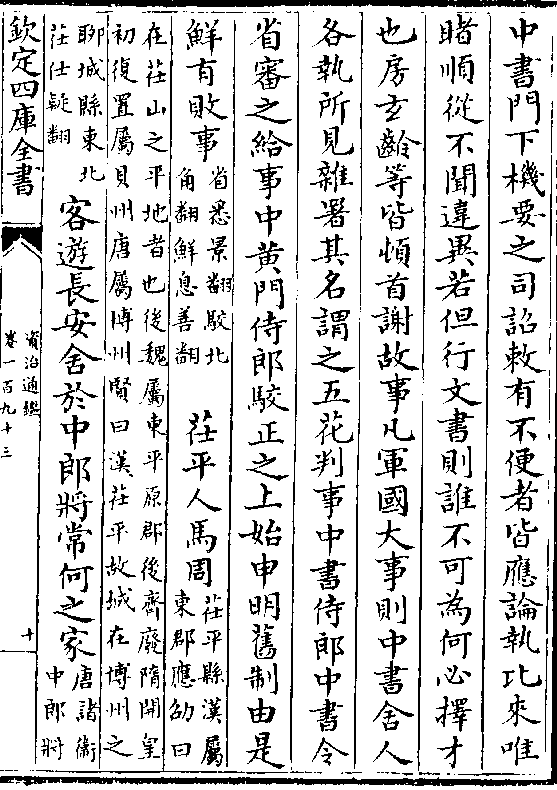 中書門下機要之司詔敕有不便者皆應論執比來唯
睹順從不聞違異若但行文書則誰不可為何必擇才
也房玄齡等皆頓首謝故事凡軍國大事則中書舍人
各執所見雜署其名謂之五花判事中書侍郎中書令
省審之給事中黄門侍郎駮正之上始申明舊制由是
鮮有敗事
省悉景翻駮北
角翻鮮息善翻
茌平人馬周
茌平縣漢屬
東郡應劭曰
在茌山之平地者也後魏屬東平原郡後齊廢隋開皇
初復置屬貝州唐屬博州賢曰漢茌平故城在博州之
聊城縣東北
茌仕疑翻
客遊長安舍於中郎將常何之家
唐諸衛
中郎將
欽定四庫全書
資治通鑑
卷一百九十三
十